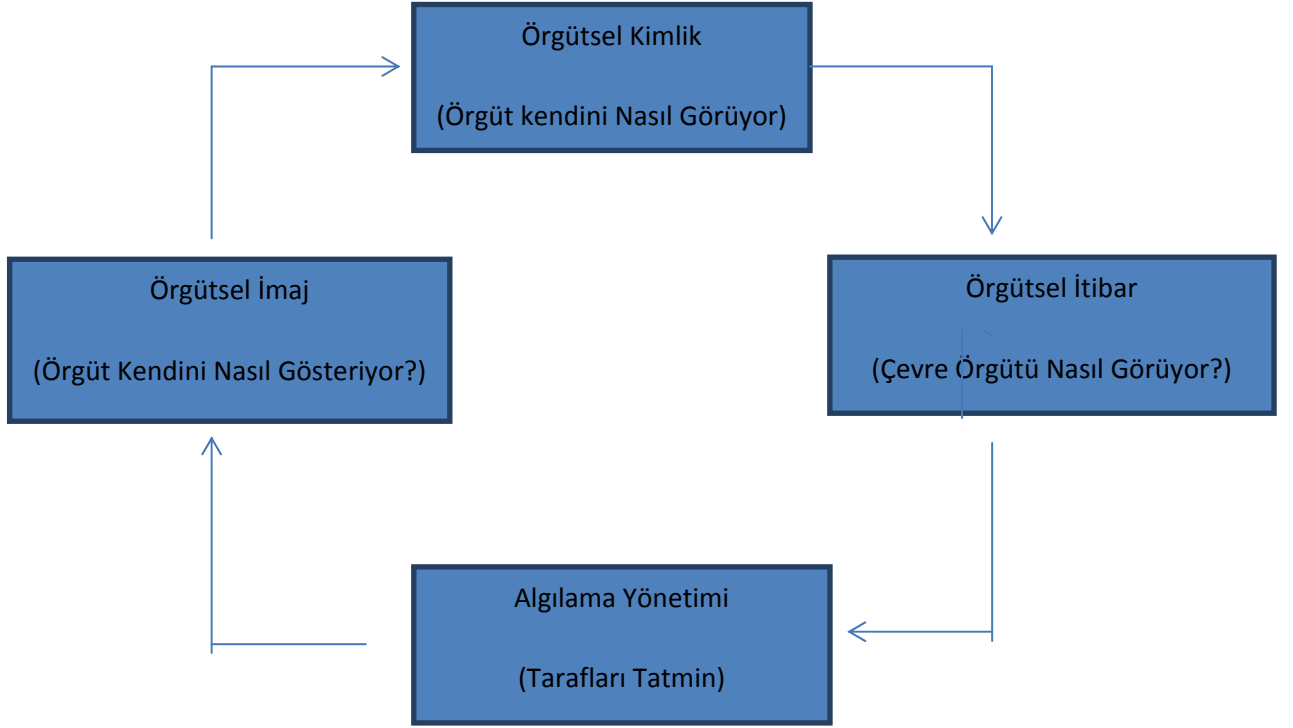 Örgütsel Kimlik
(Örgüt kendini Nasıl Görüyor)
Örgütsel İmaj
(Örgüt Kendini Nasıl Gösteriyor?)
Örgütsel İtibar
(Çevre Örgütü Nasıl Görüyor?)
Algılama Yönetimi
(Tarafları Tatmin)